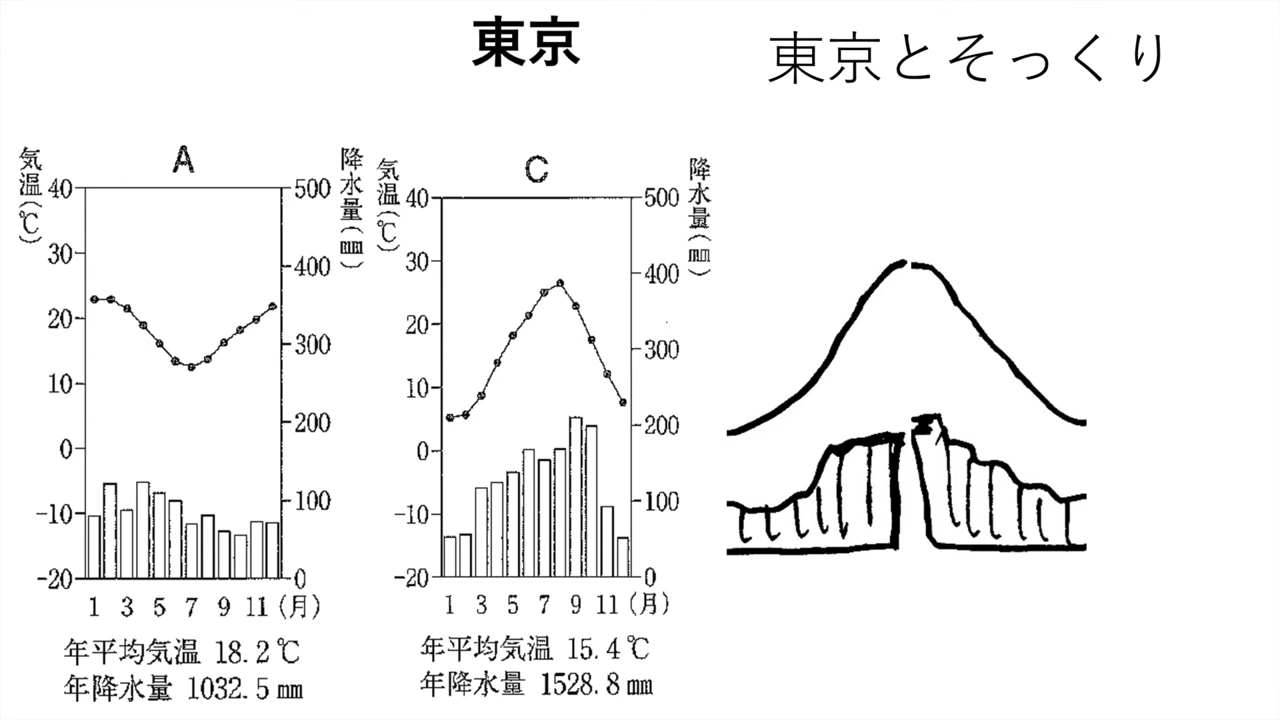 東京
東京とそっくり
A
気温(℃)
降水量(㎜)
40
30
20
10
0
-10
-20
500
400
300
200
100
0
1 3 5 7 9 11 (月)
年平均気温 18.2℃
年降水量 1032.5㎜
C
気温(℃)
降水量(㎜)
40
30
20
10
0
-10
-20
500
400
300
200
100
0
1 3 5 7 9 11 (月)
年平均気温 15.4℃
年降水量 1528.8㎜